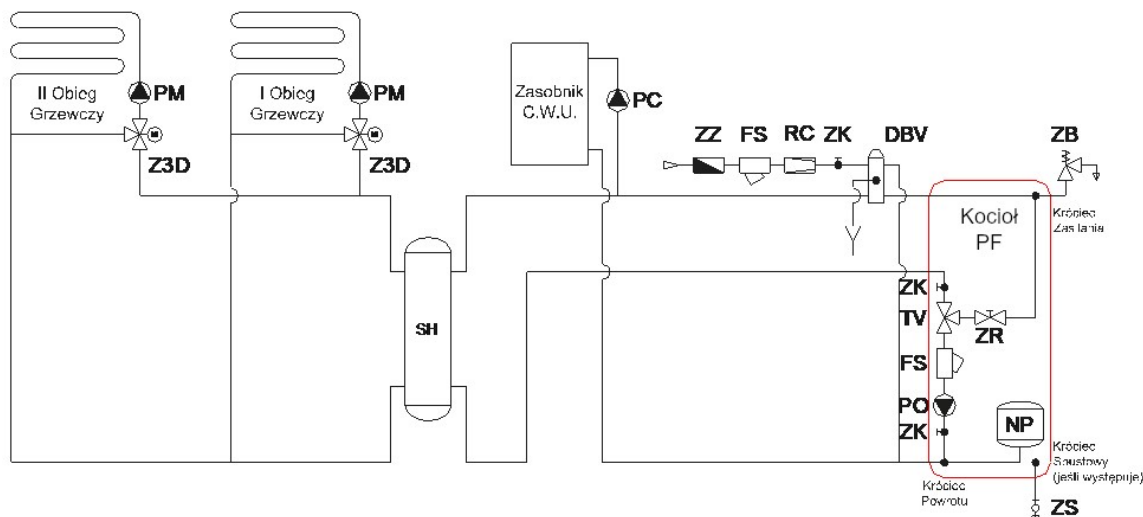 II Obieg
Grzewczy
PM
Z3D
I Obieg
Grzewczy
PM
Z3D
Zasobnik
C.W.U.
PC
ZZ
FS
RC
ZK
DBV
ZB
Kocioł
PF
Króciec
Zasilania
ZK
TV
ZR
FS
SH
PO
ZK
NP
Króciec
Spustowy
(jeśli występuje)
Króciec
Powrotu
ZS